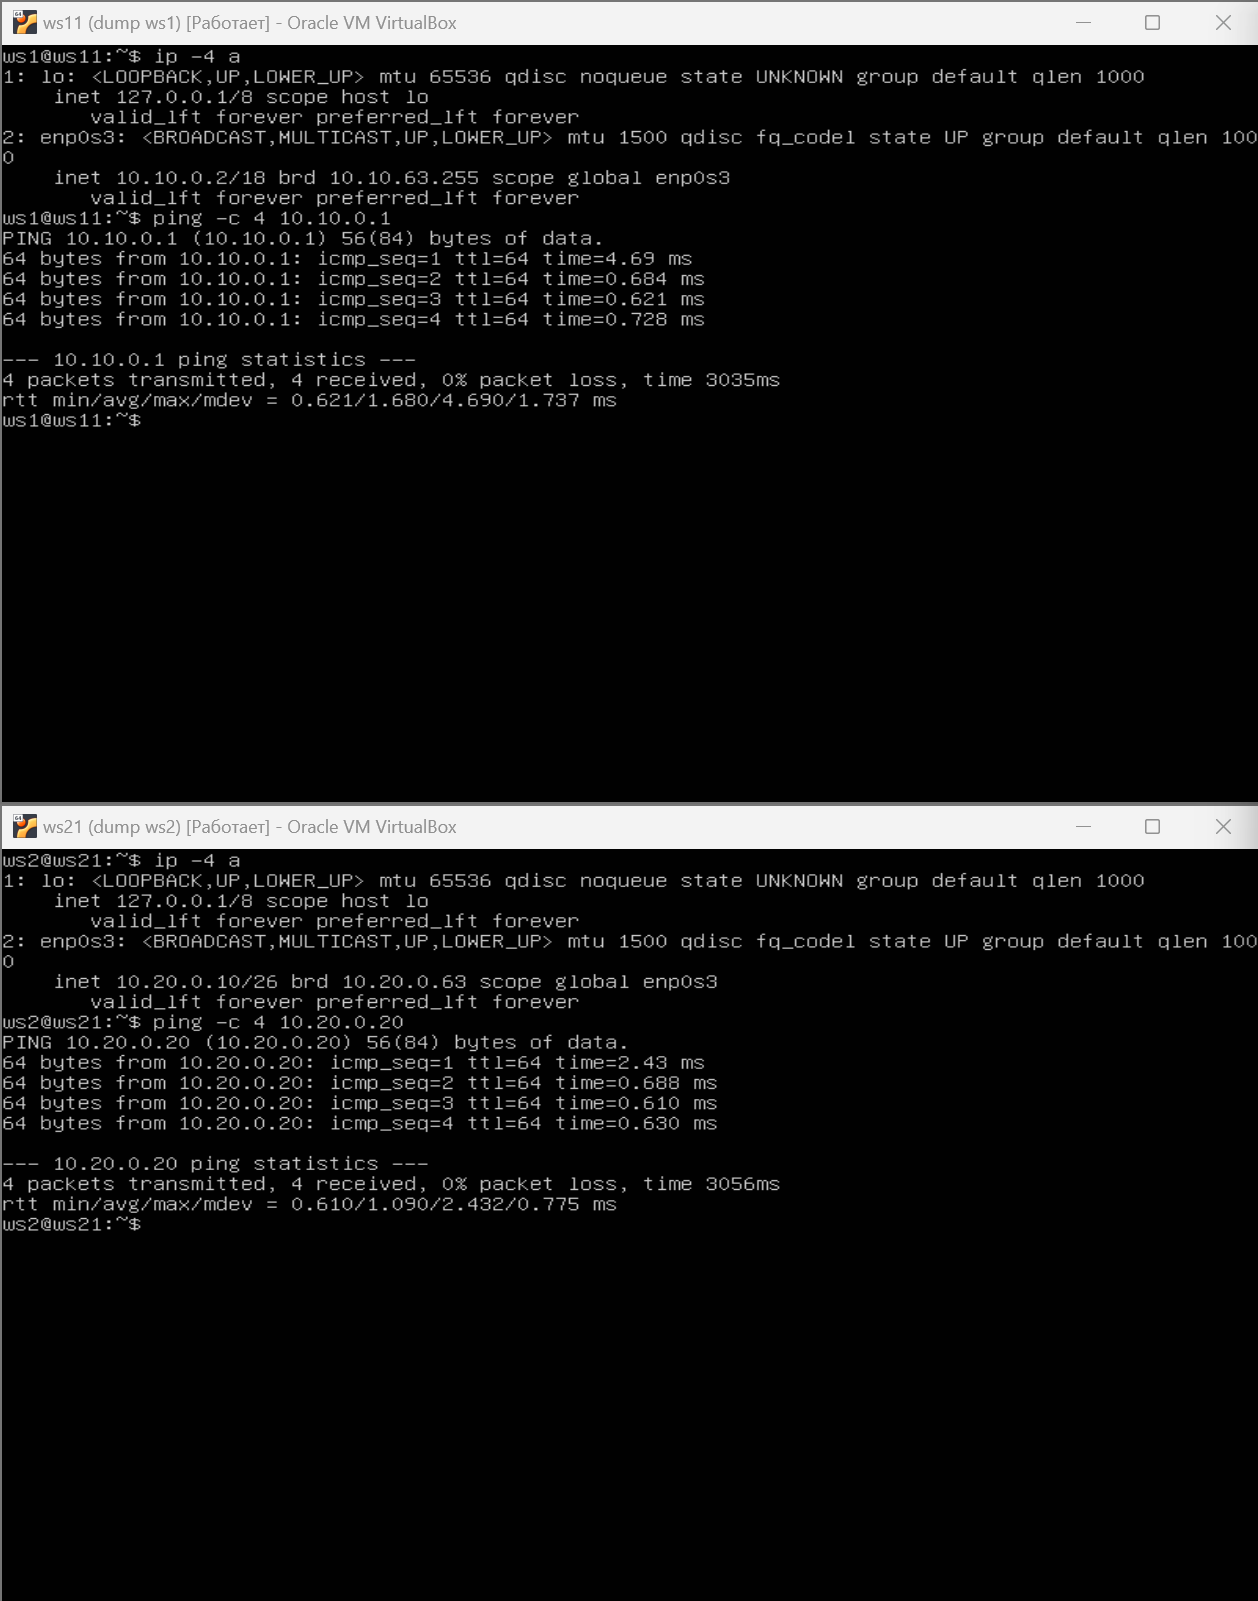 ws11 (dump ws1) [Работает] - Oracle VM VirtualBox
ws1@ws11:~$ ip -4 a
1: lo: <LOOPBACK,UP,LOWER_UP> mtu 65536 qdisc noqueue state UNKNOWN group default qlen 1000
    inet 127.0.0.1/8 scope host lo
       valid_lft forever preferred_lft forever
2: enp0s3: <BROADCAST,MULTICAST,UP,LOWER_UP> mtu 1500 qdisc fq_codel state UP group default qlen 100
0
    inet 10.10.0.2/18 brd 10.10.63.255 scope global enp0s3
       valid_lft forever preferred_lft forever
ws1@ws11:~$ ping -c 4 10.10.0.1
PING 10.10.0.1 (10.10.0.1) 56(84) bytes of data.
64 bytes from 10.10.0.1: icmp_seq=1 ttl=64 time=4.69 ms
64 bytes from 10.10.0.1: icmp_seq=2 ttl=64 time=0.684 ms
64 bytes from 10.10.0.1: icmp_seq=3 ttl=64 time=0.621 ms
64 bytes from 10.10.0.1: icmp_seq=4 ttl=64 time=0.728 ms

--- 10.10.0.1 ping statistics ---
4 packets transmitted, 4 received, 0% packet loss, time 3035ms
rtt min/avg/max/mdev = 0.621/1.680/4.690/1.737 ms
ws1@ws11:~$
ws21 (dump ws2) [Работает] - Oracle VM VirtualBox
ws2@ws21:~$ ip -4 a
1: lo: <LOOPBACK,UP,LOWER_UP> mtu 65536 qdisc noqueue state UNKNOWN group default qlen 1000
    inet 127.0.0.1/8 scope host lo
       valid_lft forever preferred_lft forever
2: enp0s3: <BROADCAST,MULTICAST,UP,LOWER_UP> mtu 1500 qdisc fq_codel state UP group default qlen 100
0
    inet 10.20.0.10/26 brd 10.20.0.63 scope global enp0s3
       valid_lft forever preferred_lft forever
ws2@ws21:~$ ping -c 4 10.20.0.20
PING 10.20.0.20 (10.20.0.20) 56(84) bytes of data.
64 bytes from 10.20.0.20: icmp_seq=1 ttl=64 time=2.43 ms
64 bytes from 10.20.0.20: icmp_seq=2 ttl=64 time=0.688 ms
64 bytes from 10.20.0.20: icmp_seq=3 ttl=64 time=0.610 ms
64 bytes from 10.20.0.20: icmp_seq=4 ttl=64 time=0.630 ms

--- 10.20.0.20 ping statistics ---
4 packets transmitted, 4 received, 0% packet loss, time 3056ms
rtt min/avg/max/mdev = 0.610/1.090/2.432/0.775 ms
ws2@ws21:~$